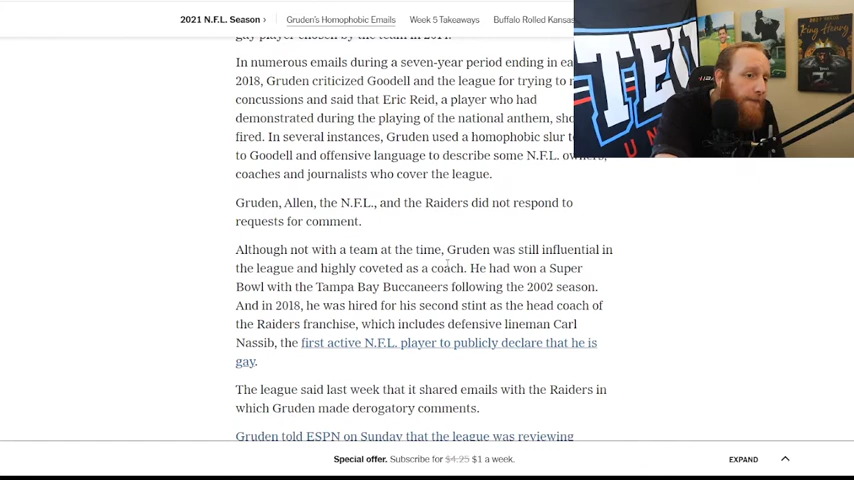 2021 N.F.L. Season › Gruden's Homophobic Emails Week 5 Takeaways Buffalo Rolled Kansas
gay player chosen by the team in 2014.
In numerous emails during a seven-year period ending in
2018, Gruden criticized Goodell and the league for trying to
concussions and said that Eric Reid, a player who had
demonstrated during the playing of the national anthem,
fired. In several instances, Gruden used a homophobic slur
to Goodell and offensive language to describe some N.F.L. owners,
coaches and journalists who cover the league.
Gruden, Allen, the N.F.L., and the Raiders did not respond to
requests for comment.
Although not with a team at the time, Gruden was still influential in
the league and highly coveted as a coach. He had won a Super
Bowl with the Tampa Bay Buccaneers following the 2002 season.
And in 2018, he was hired for his second stint as the head coach of
the Raiders franchise, which includes defensive lineman Carl
Nassib, the first active N.F.L. player to publicly declare that he is
gay.
The league said last week that it shared emails with the Raiders in
which Gruden made derogatory comments.
Gruden told ESPN on Sunday that the league was reviewing
Special offer. Subscribe for $4.25 $1 a week. EXPAND
TEN
King Henry